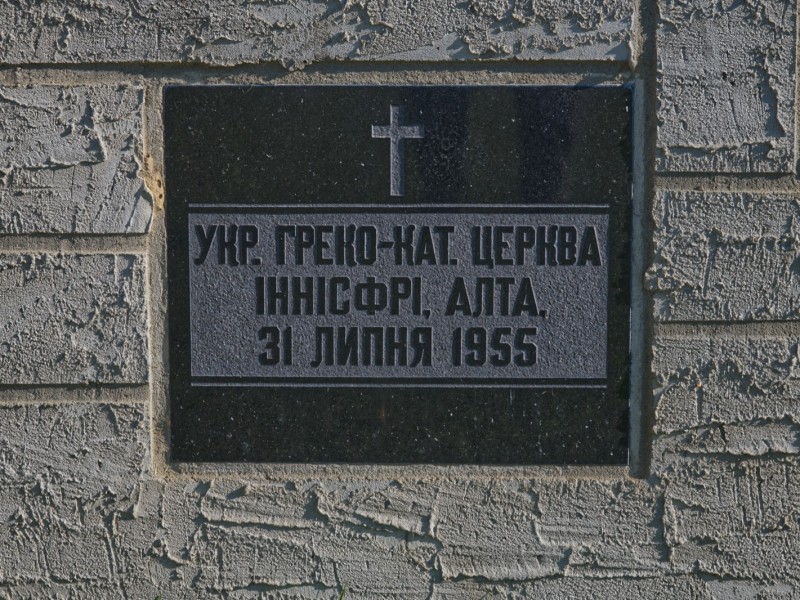 УКР. ГРЕКО-КАТ. ЦЕРКВА
ІННІСФРІ, АЛТА,
31 ЛИПНЯ 1955